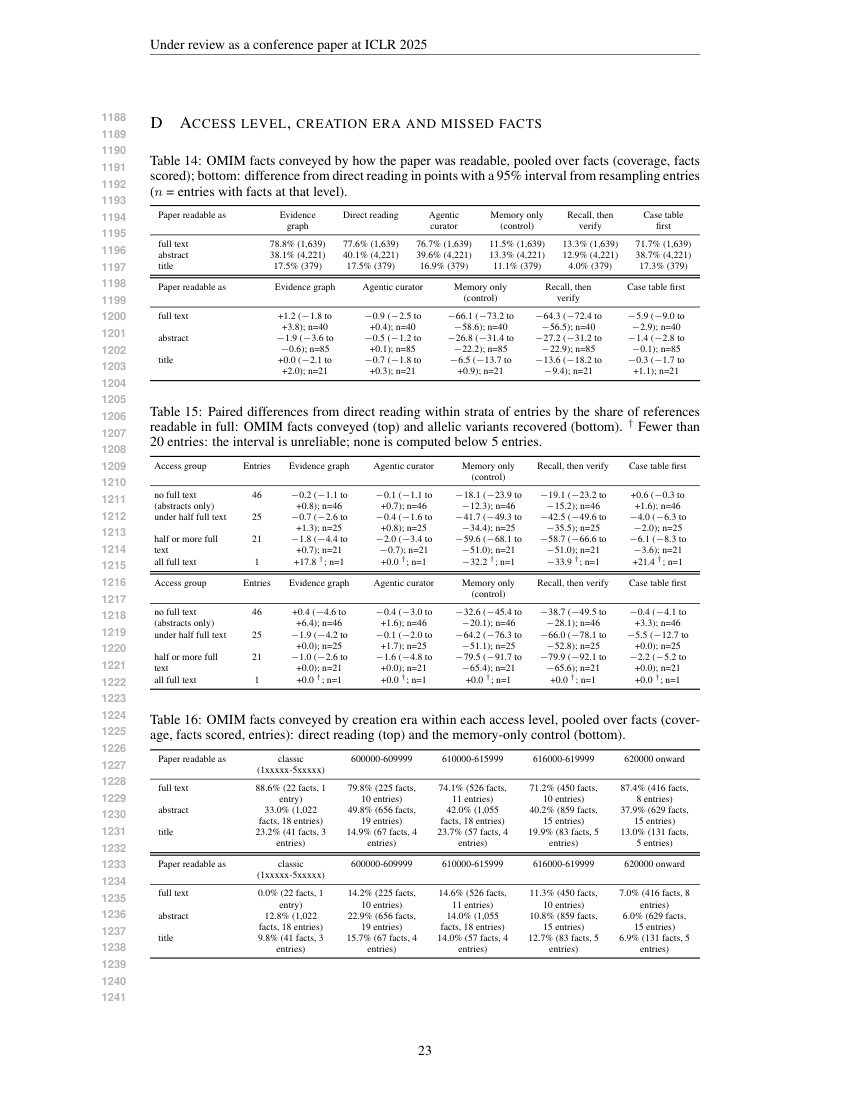 Under review as a conference paper at ICLR 2025
1188
1189
1190
1191
1192
1193
1194
1195
1196
1197
1198
1199
1200
1201
1202
1203
1204
1205
1206
1207
1208
1209
1210
1211
1212
1213
1214
1215
1216
1217
1218
1219
1220
1221
1222
1223
1224
1225
1226
1227
1228
1229
1230
1231
1232
1233
1234
1235
1236
1237
1238
1239
1240
1241
D ACCESS LEVEL, CREATION ERA AND MISSED FACTS
Table 14: OMIM facts conveyed by how the paper was readable, pooled over facts (coverage, facts
scored); bottom: difference from direct reading in points with a 95% interval from resampling entries
(n = entries with facts at that level).
Paper readable as Evidence Direct reading Agentic Memory only Recall, then Case table
graph curator (control) verify first
full text 78.8% (1,639) 77.6% (1,639) 76.7% (1,639) 11.5% (1,639) 13.3% (1,639) 71.7% (1,639)
abstract 38.1% (4,221) 40.1% (4,221) 39.6% (4,221) 13.3% (4,221) 12.9% (4,221) 38.7% (4,221)
title 17.5% (379) 17.5% (379) 16.9% (379) 11.1% (379) 4.0% (379) 17.3% (379)
Paper readable as Evidence graph Agentic curator Memory only Recall, then Case table first
(control) verify
full text +1.2 (−1.8 to −0.9 (−2.5 to −66.1 (−73.2 to −64.3 (−72.4 to −5.9 (−9.0 to
+3.8); n=40 +0.4); n=40 −58.6); n=40 −56.5); n=40 −2.9); n=40
abstract −1.9 (−3.6 to −0.5 (−1.2 to −26.8 (−31.4 to −27.2 (−31.2 to −1.4 (−2.8 to
−0.6); n=85 +0.1); n=85 −22.2); n=85 −22.9); n=85 −0.1); n=85
title +0.0 (−2.1 to −0.7 (−1.8 to −6.5 (−13.7 to −13.6 (−18.2 to −0.3 (−1.7 to
+2.0); n=21 +0.3); n=21 +0.9); n=21 −9.4); n=21 +1.1); n=21
Table 15: Paired differences from direct reading within strata of entries by the share of references
readable in full: OMIM facts conveyed (top) and allelic variants recovered (bottom). † Fewer than
20 entries: the interval is unreliable; none is computed below 5 entries.
Access group Entries Evidence graph Agentic curator Memory only Recall, then verify Case table first
(control)
no full text 46 −0.2 (−1.1 to −0.1 (−1.1 to −18.1 (−23.9 to −19.1 (−23.2 to +0.6 (−0.3 to
(abstracts only) +0.8); n=46 +0.7); n=46 −12.3); n=46 −15.2); n=46 +1.6); n=46
under half full text 25 −0.7 (−2.6 to −0.4 (−1.6 to −41.7 (−49.3 to −42.5 (−49.6 to −4.0 (−6.3 to
+1.3); n=25 +0.8); n=25 −34.4); n=25 −35.5); n=25 −2.0); n=25
half or more full 21 −1.8 (−4.4 to −2.0 (−3.4 to −59.6 (−68.1 to −58.7 (−66.6 to −6.1 (−8.3 to
text +0.7); n=21 −0.7); n=21 −51.0); n=21 −51.0); n=21 −3.6); n=21
all full text 1 +17.8 †; n=1 +0.0 †; n=1 −32.2 †; n=1 −33.9 †; n=1 +21.4 †; n=1
Access group Entries Evidence graph Agentic curator Memory only Recall, then verify Case table first
(control)
no full text 46 +0.4 (−4.6 to −0.4 (−3.0 to −32.6 (−45.4 to −38.7 (−49.5 to −0.4 (−4.1 to
(abstracts only) +6.4); n=46 +1.6); n=46 −20.1); n=46 −28.1); n=46 +3.3); n=46
under half full text 25 −1.9 (−4.2 to −0.1 (−2.0 to −64.2 (−76.3 to −66.0 (−78.1 to −5.5 (−12.7 to
+0.0); n=25 +1.7); n=25 −51.1); n=25 −52.8); n=25 +0.0); n=25
half or more full 21 −1.0 (−2.6 to −1.6 (−4.8 to −79.5 (−91.7 to −79.9 (−92.1 to −2.2 (−5.2 to
text +0.0); n=21 +0.0); n=21 −65.4); n=21 −65.6); n=21 +0.0); n=21
all full text 1 +0.0 †; n=1 +0.0 †; n=1 +0.0 †; n=1 +0.0 †; n=1 +0.0 †; n=1
Table 16: OMIM facts conveyed by creation era within each access level, pooled over facts (cover-
age, facts scored, entries): direct reading (top) and the memory-only control (bottom).
Paper readable as classic 600000-609999 610000-615999 616000-619999 620000 onward
(1xxxxx-5xxxxx)
full text 88.6% (22 facts, 1 79.8% (225 facts, 74.1% (526 facts, 71.2% (450 facts, 87.4% (416 facts,
entry) 10 entries) 11 entries) 10 entries) 8 entries)
abstract 33.0% (1,022 49.8% (656 facts, 42.0% (1,055 40.2% (859 facts, 37.9% (629 facts,
facts, 18 entries) 19 entries) facts, 18 entries) 15 entries) 15 entries)
title 23.2% (41 facts, 3 14.9% (67 facts, 4 23.7% (57 facts, 4 19.9% (83 facts, 5 13.0% (131 facts,
entries) entries) entries) entries) 5 entries)
Paper readable as classic 600000-609999 610000-615999 616000-619999 620000 onward
(1xxxxx-5xxxxx)
full text 0.0% (22 facts, 1 14.2% (225 facts, 14.6% (526 facts, 11.3% (450 facts, 7.0% (416 facts, 8
entry) 10 entries) 11 entries) 10 entries) entries)
abstract 12.8% (1,022 22.9% (656 facts, 14.0% (1,055 10.8% (859 facts, 6.0% (629 facts,
facts, 18 entries) 19 entries) facts, 18 entries) 15 entries) 15 entries)
title 9.8% (41 facts, 3 15.7% (67 facts, 4 14.0% (57 facts, 4 12.7% (83 facts, 5 6.9% (131 facts, 5
entries) entries) entries) entries) entries)
23